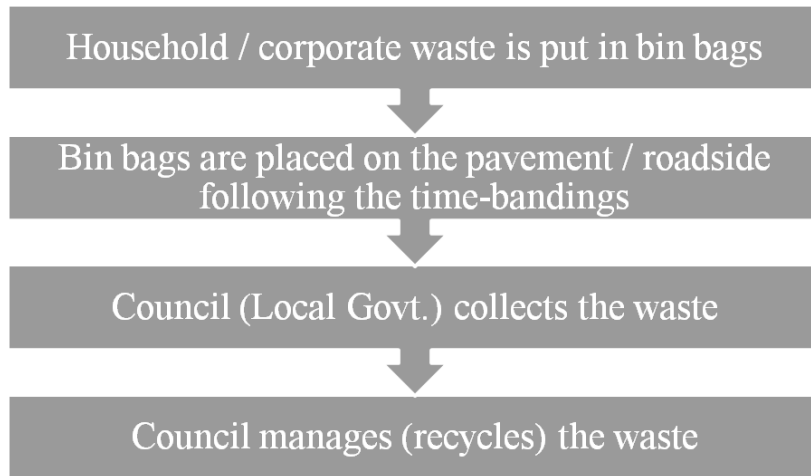 Household / corporate waste is put in bin bags
Bin bags are placed on the pavement / roadside
following the time-bandings
Council (Local Govt.) collects the waste
Council manages (recycles) the waste